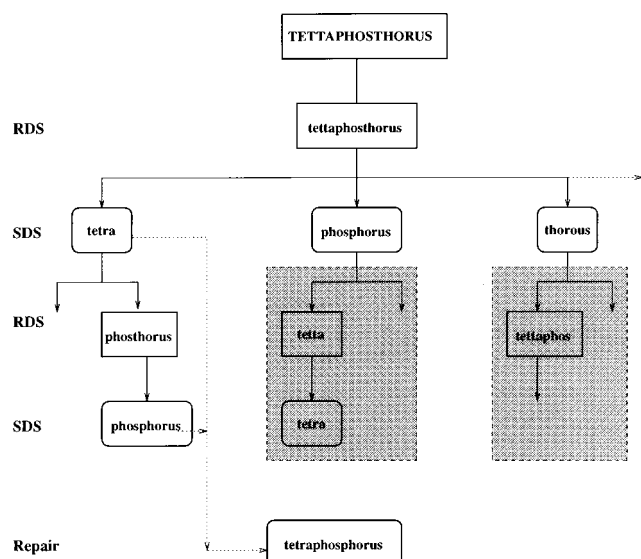 TETTAPHOSTHORUS
RDS tettaphosthorus
SDS tetra phosphorus thorous
RDS phosthorus tetta tettaphos
SDS phosphorus tetra
Repair tetraphosphorus